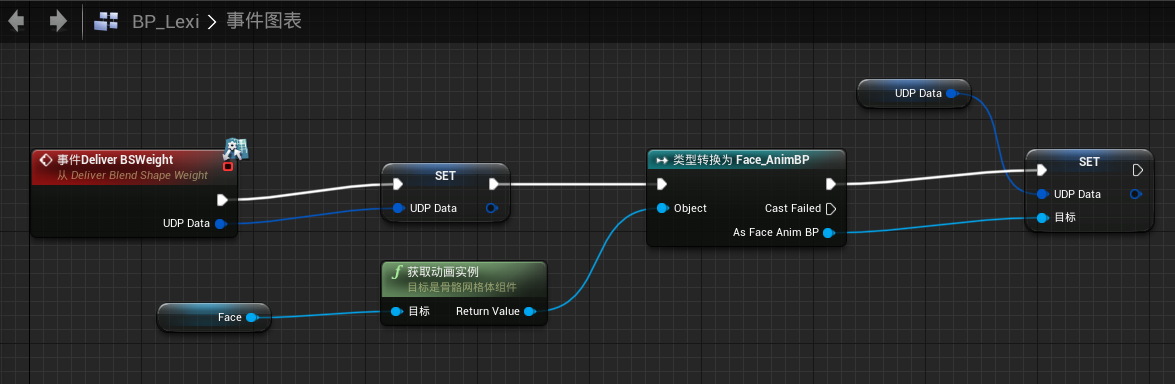 BP_Lexi > 事件图表
UDP Data
事件Deliver BSWeight
从 Deliver Blend Shape Weight
UDP Data
SET
UDP Data
类型转换为 Face_AnimBP
Object
Cast Failed
As Face Anim BP
SET
UDP Data
目标
f 获取动画实例
目标是骨骼网格体组件
目标
Return Value
Face